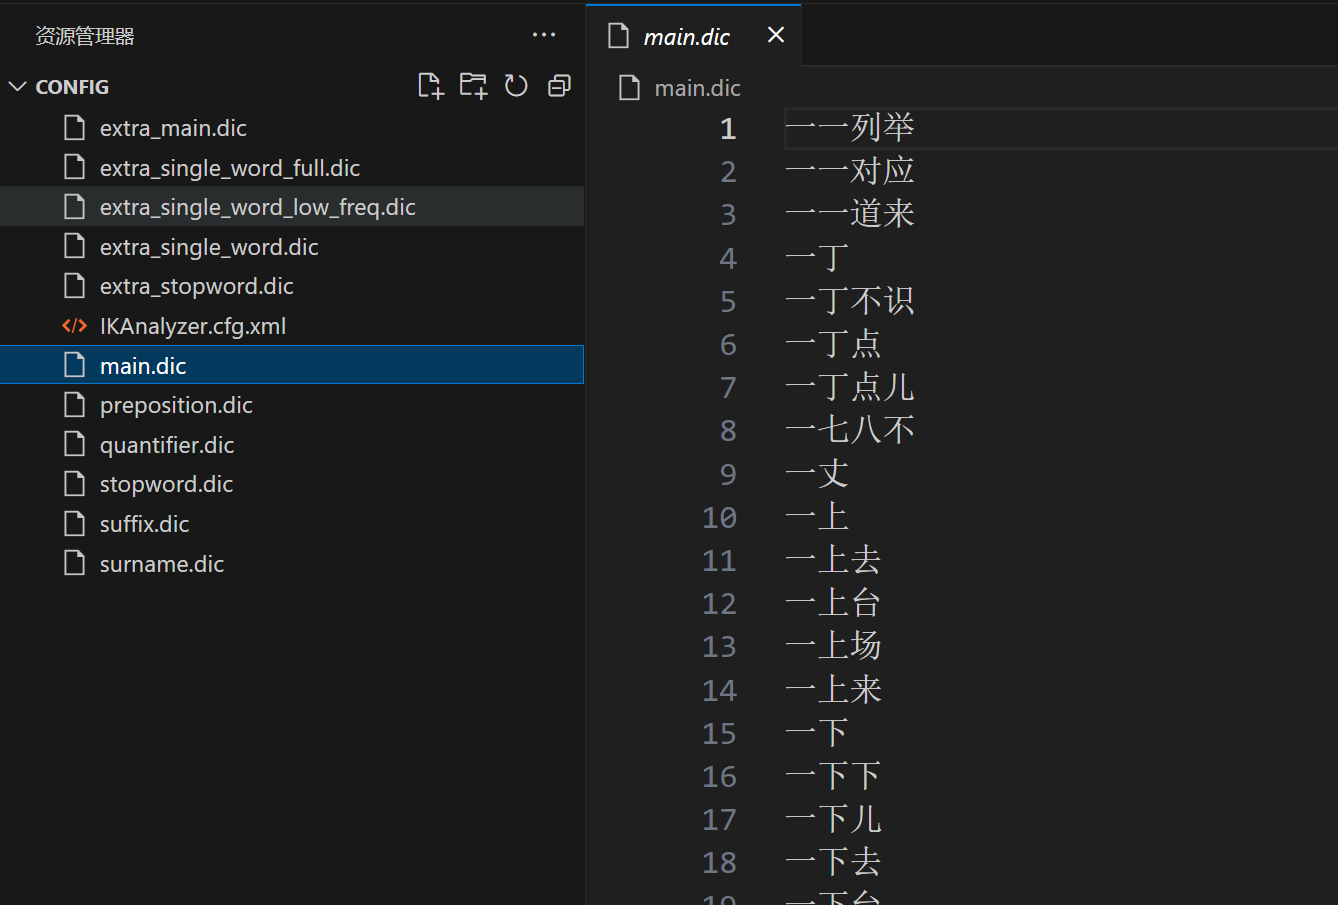 资源管理器
CONFIG
extra_main.dic
extra_single_word_full.dic
extra_single_word_low_freq.dic
extra_single_word.dic
extra_stopword.dic
IKAnalyzer.cfg.xml
main.dic
preposition.dic
quantifier.dic
stopword.dic
suffix.dic
surname.dic
main.dic
main.dic
1 一一列举
2 一一对应
3 一一道来
4 一丁
5 一丁不识
6 一丁点
7 一丁点儿
8 一七八不
9 一丈
10 一上
11 一上去
12 一上台
13 一上场
14 一上来
15 一下
16 一下下
17 一下儿
18 一下去
19 一下台